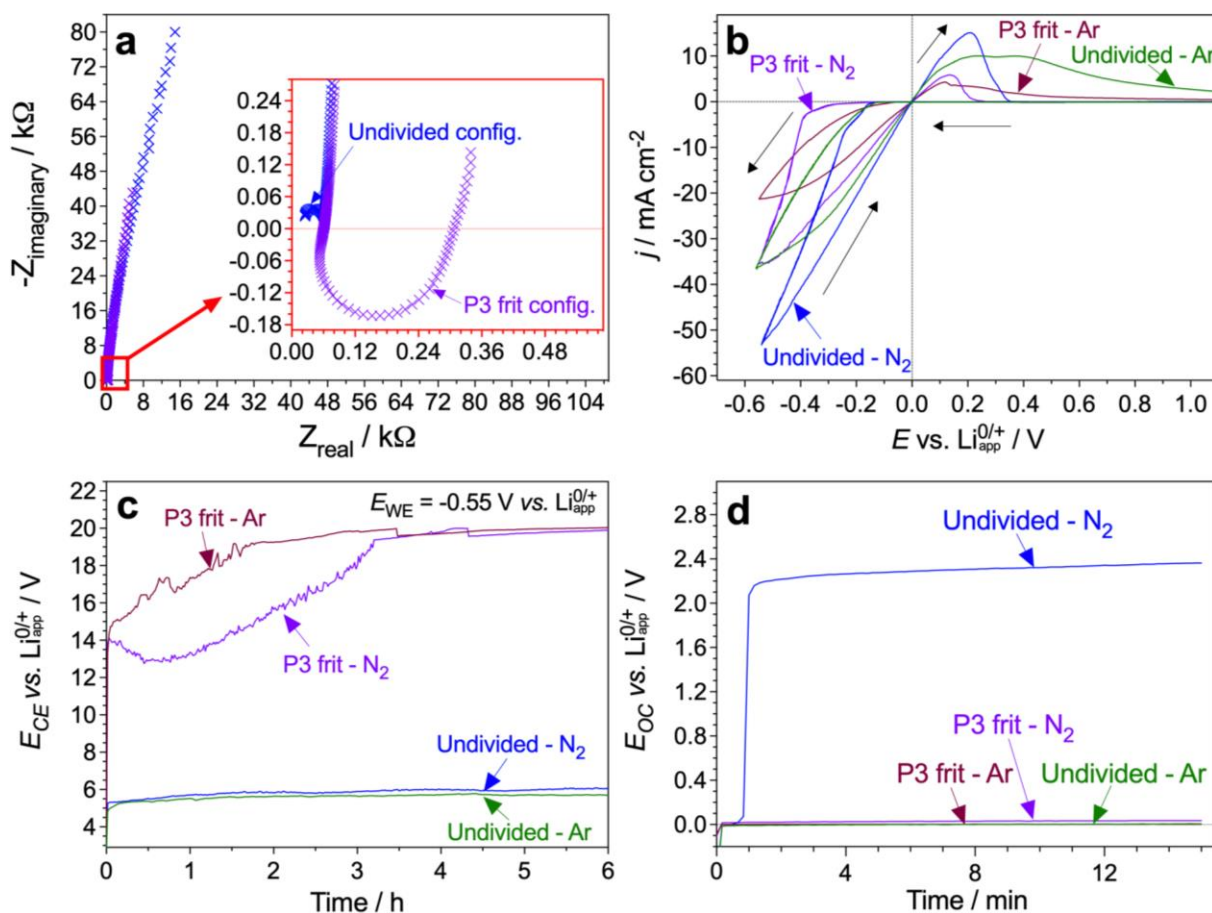 a
80
72
64
56
48
40
32
24
16
8
0
-Zimaginary / kΩ
0 8 16 24 32 40 48 56 64 72 80 88 96 104
Zreal / kΩ
0.24
0.18
0.12
0.06
0.00
-0.06
-0.12
-0.18
0.00 0.12 0.24 0.36 0.48
Undivided config.
P3 frit config.
b
10
0
-10
-20
-30
-40
-50
-60
j / mA cm-2
P3 frit - Ar
P3 frit - N2
Undivided - Ar
Undivided - N2
-0.6 -0.4 -0.2 0.0 0.2 0.4 0.6 0.8 1.0
E vs. Li0/+app / V
c
22
20
18
16
14
12
10
8
6
4
ECE vs. Li0/+app / V
EWE = -0.55 V vs. Li0/+app
P3 frit - Ar
P3 frit - N2
Undivided - N2
Undivided - Ar
0 1 2 3 4 5 6
Time / h
d
2.8
2.4
2.0
1.6
1.2
0.8
0.4
0.0
EOC vs. Li0/+app / V
Undivided - N2
P3 frit - N2
P3 frit - Ar
Undivided - Ar
0 4 8 12
Time / min